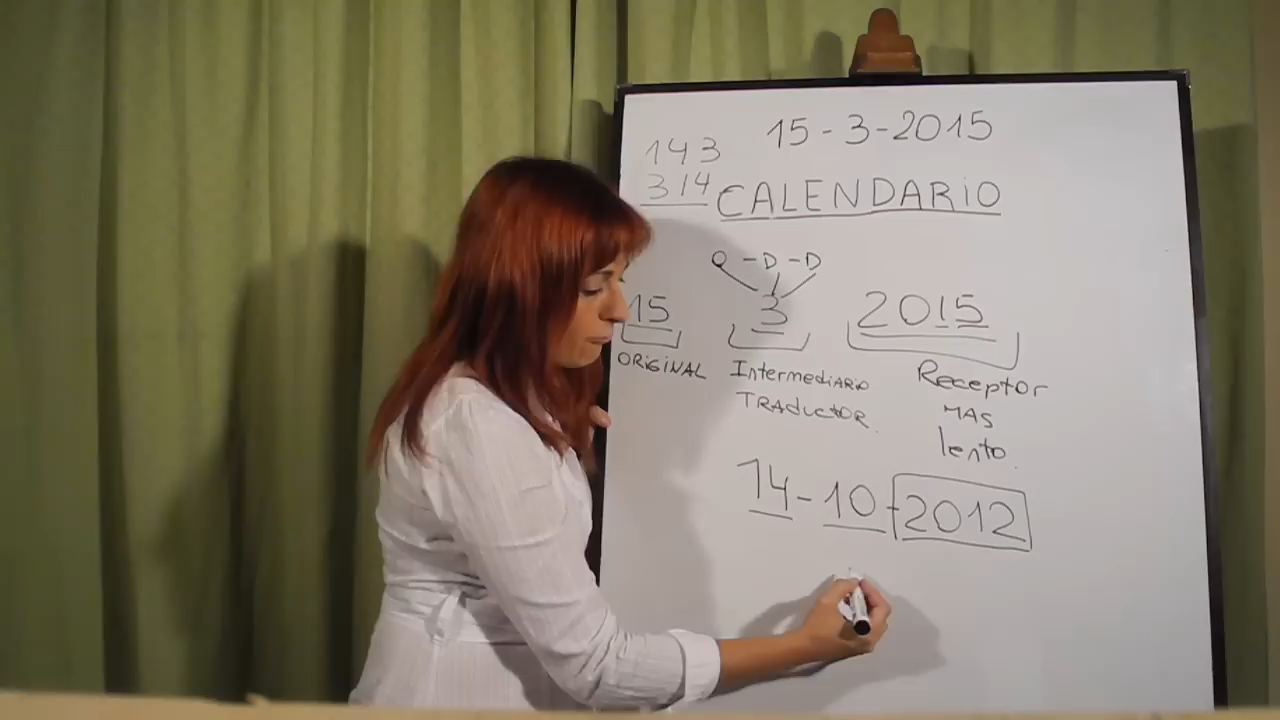 15-3-2015
143
314
CALENDARIO
O-D-D
15 3 2015
ORIGINAL Intermediario Receptor
TRAductOR. MAS
lento.
14-10-2012